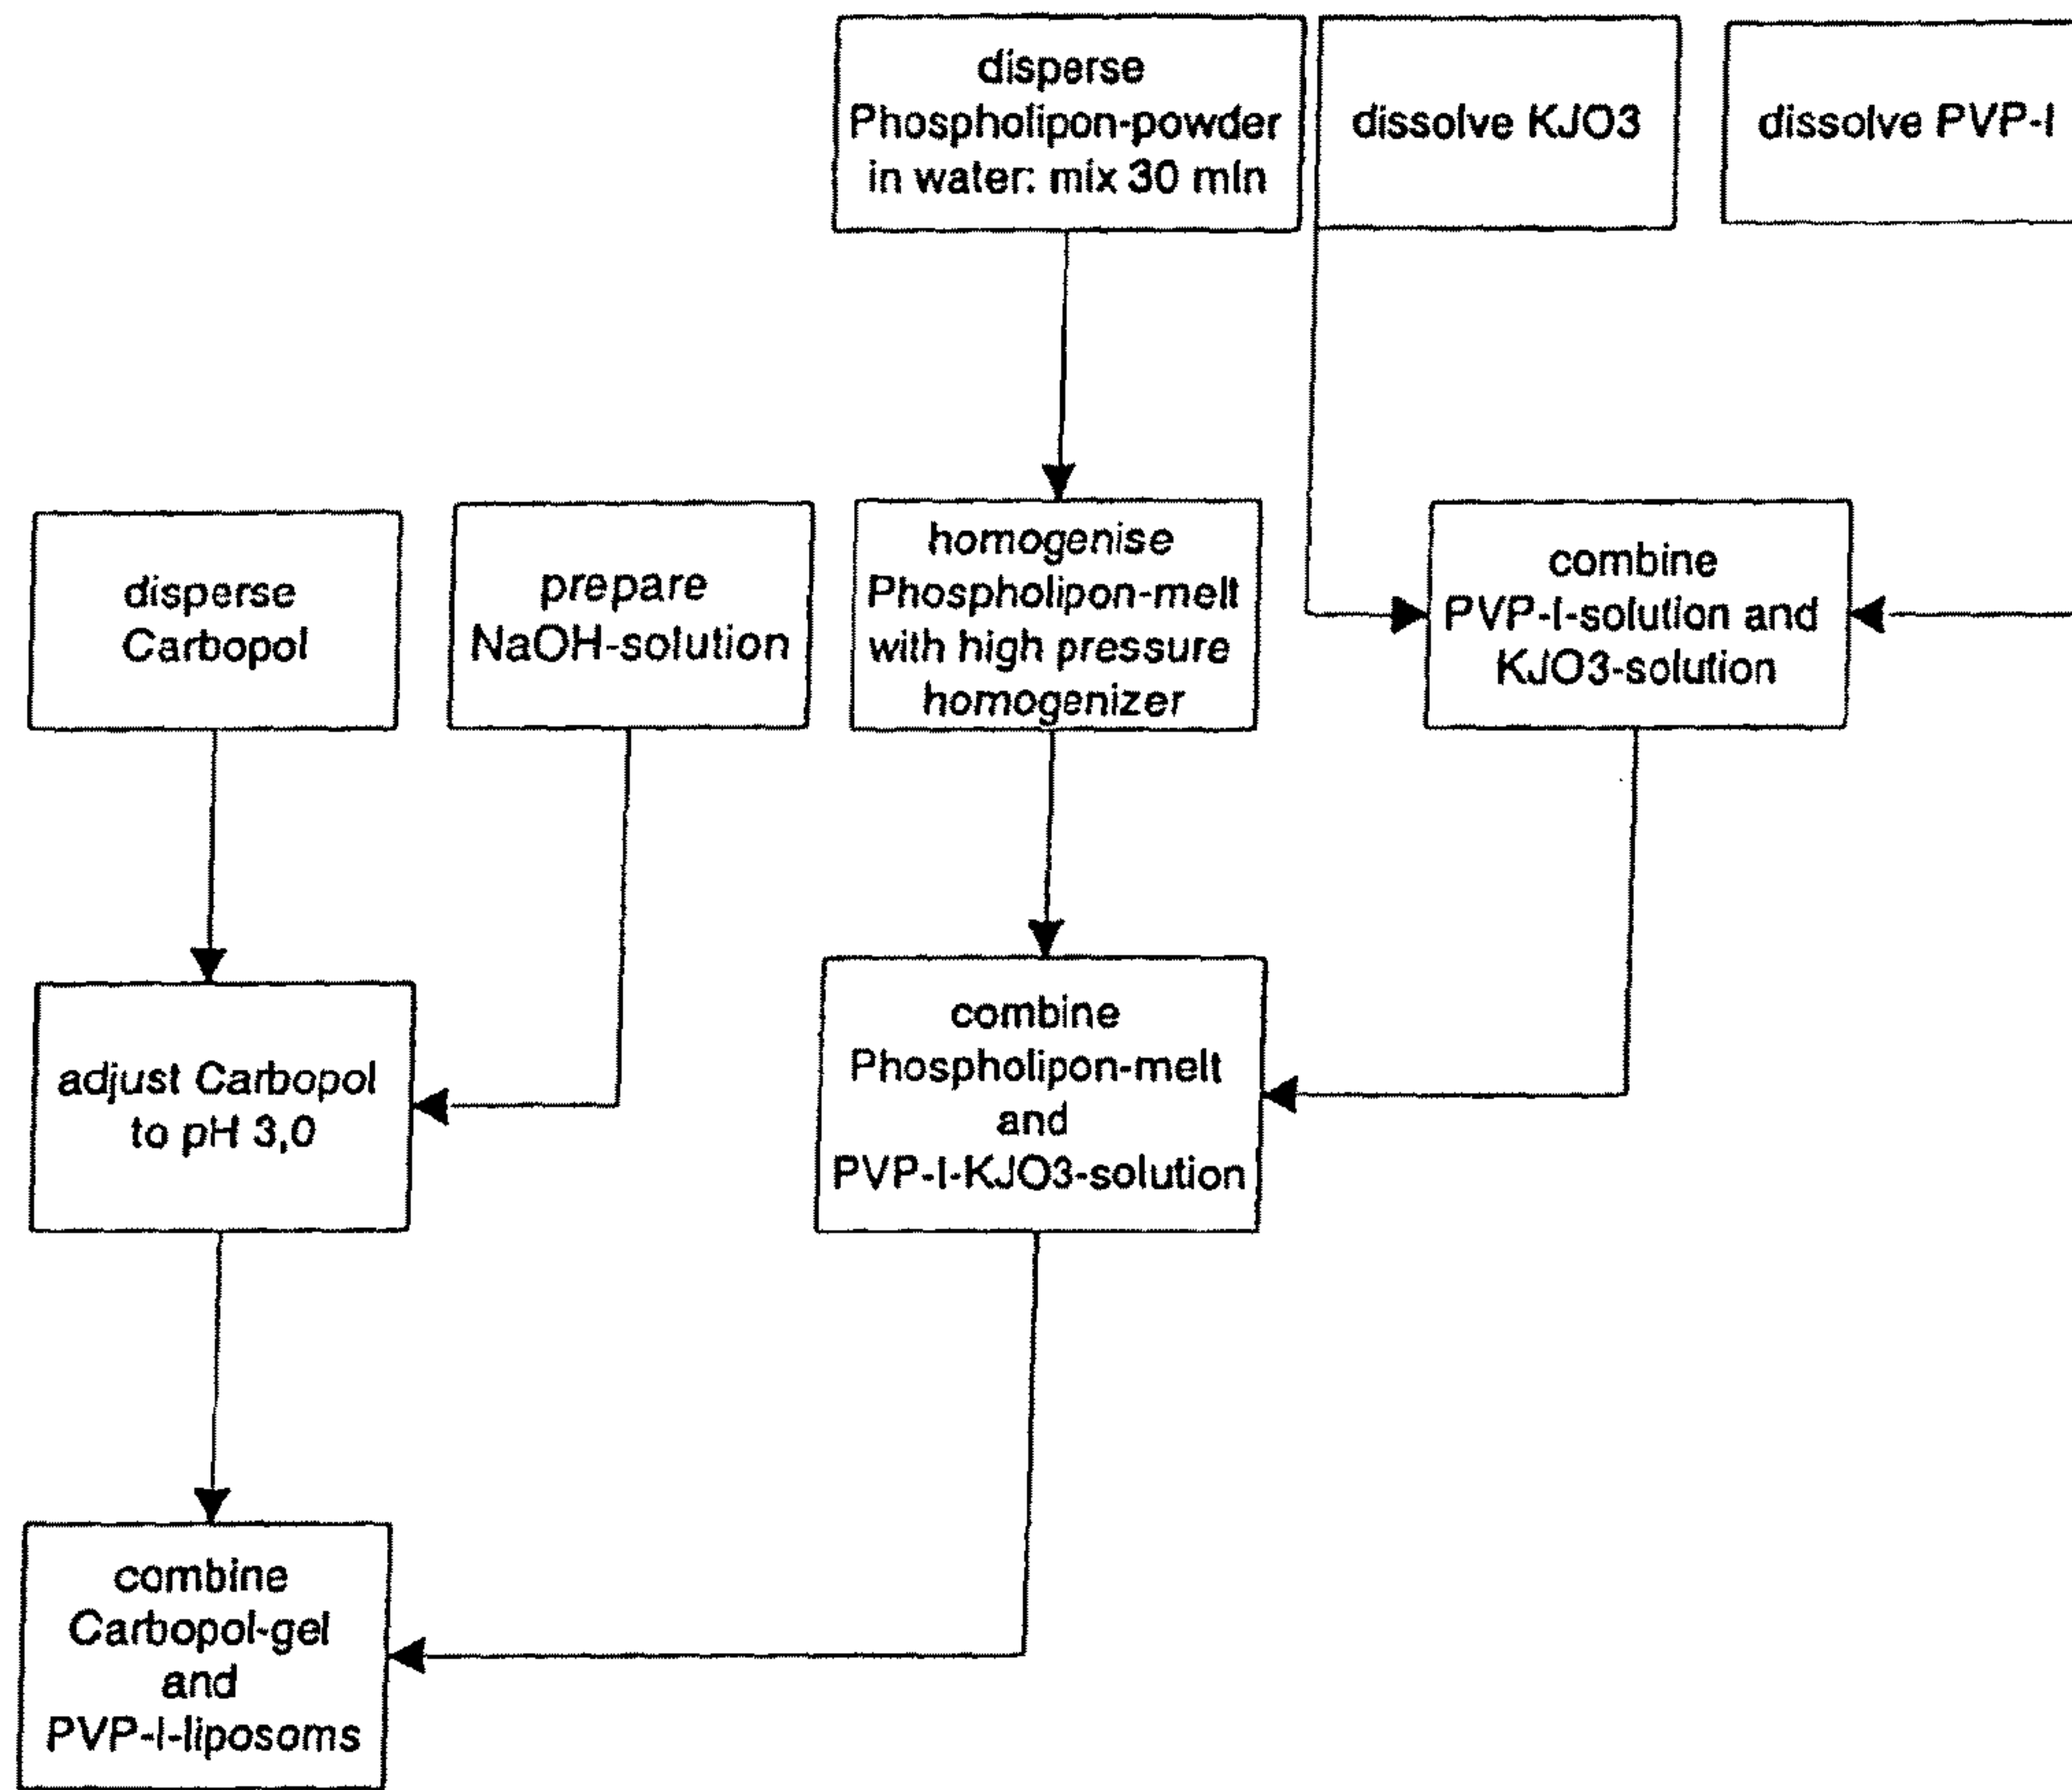 disperse
Phospholipon-powder
in water: mix 30 min
dissolve KJO3
dissolve PVP-I
disperse
Carbopol
prepare
NaOH-solution
homogenise
Phospholipon-melt
with high pressure
homogenizer
combine
PVP-I-solution and
KJO3-solution
adjust Carbopol
to pH 3,0
combine
Phospholipon-melt
and
PVP-I-KJO3-solution
combine
Carbopol-gel
and
PVP-I-liposoms